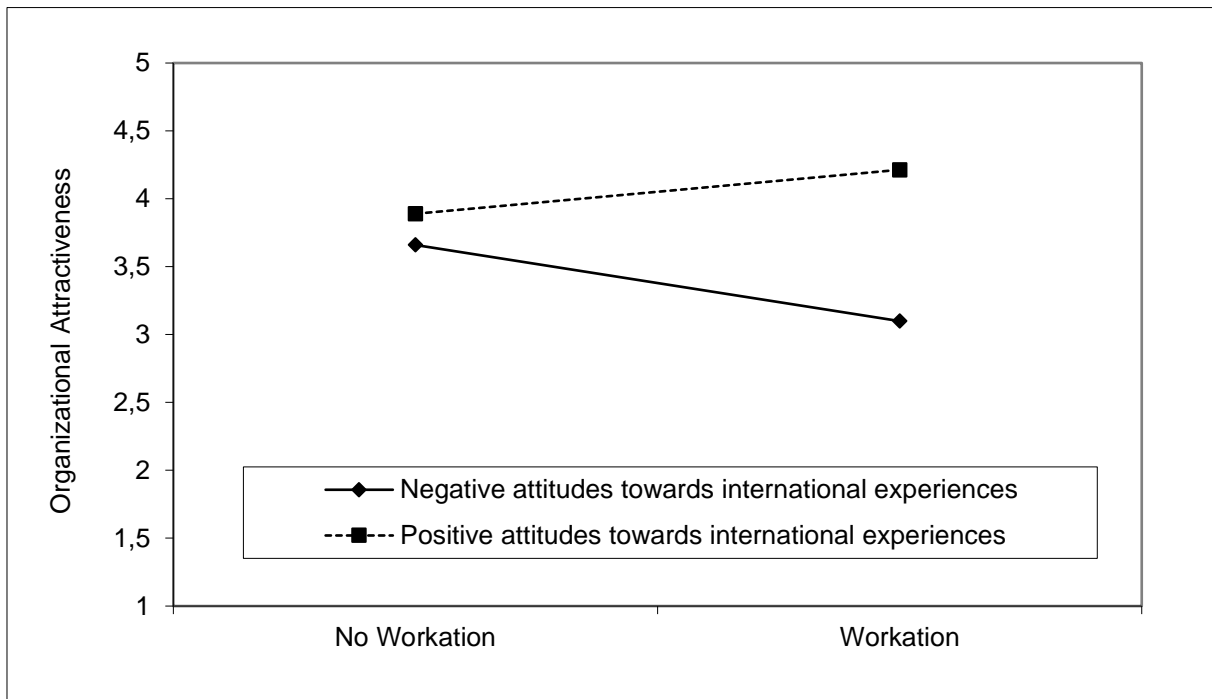 5
4,5
4
3,5
3
2,5
2
1,5
1
Organizational Attractiveness
Negative attitudes towards international experiences
Positive attitudes towards international experiences
No Workation
Workation